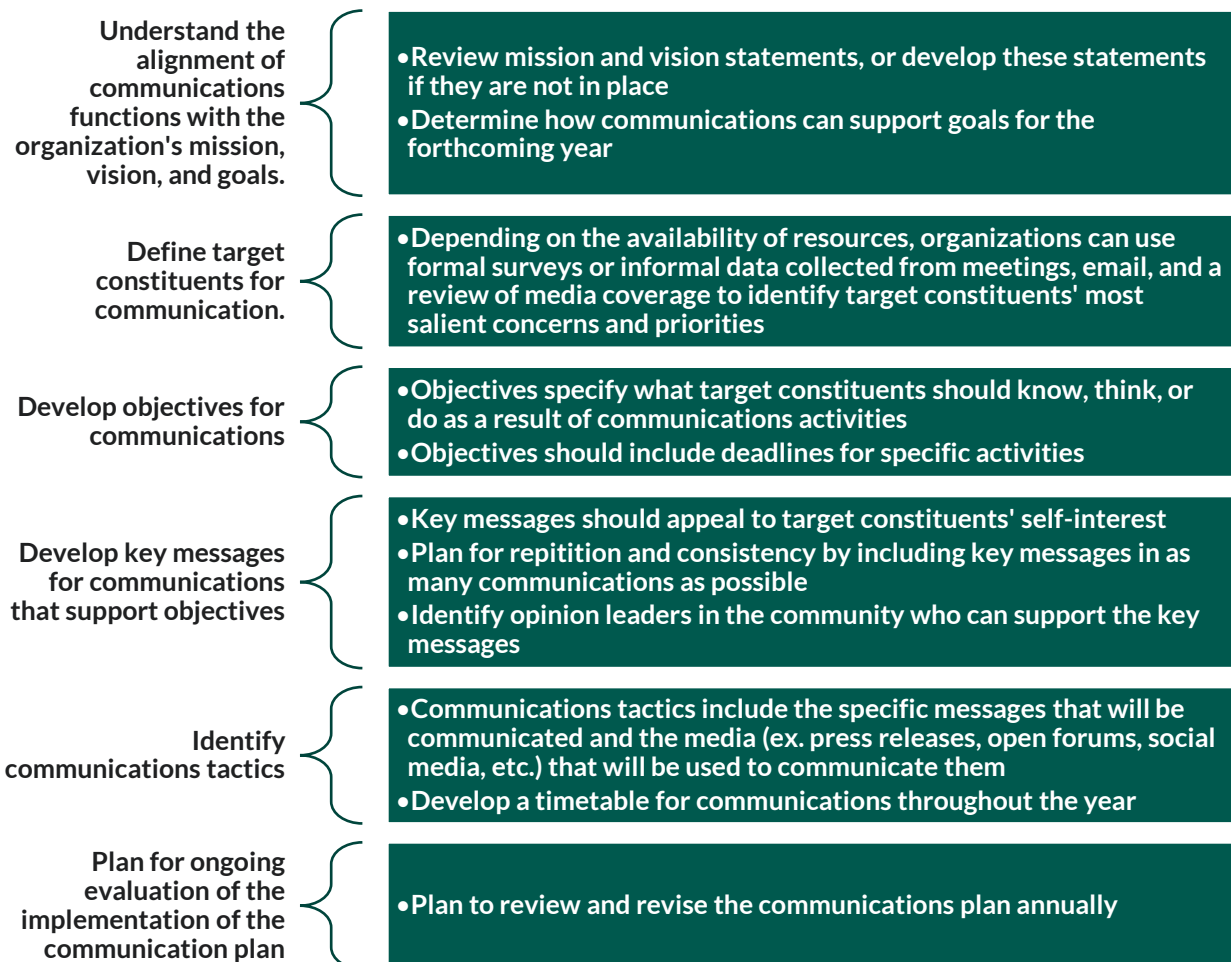 Understand the
alignment of
communications
functions with the
organization's mission,
vision, and goals.
•Review mission and vision statements, or develop these statements
if they are not in place
•Determine how communications can support goals for the
forthcoming year
Define target
constituents for
communication.
•Depending on the availability of resources, organizations can use
formal surveys or informal data collected from meetings, email, and a
review of media coverage to identify target constituents' most
salient concerns and priorities
Develop objectives for
communications
•Objectives specify what target constituents should know, think, or
do as a result of communications activities
•Objectives should include deadlines for specific activities
Develop key messages
for communications
that support objectives
•Key messages should appeal to target constituents' self-interest
•Plan for repitition and consistency by including key messages in as
many communications as possible
•Identify opinion leaders in the community who can support the key
messages
Identify
communications tactics
•Communications tactics include the specific messages that will be
communicated and the media (ex. press releases, open forums, social
media, etc.) that will be used to communicate them
•Develop a timetable for communications throughout the year
Plan for ongoing
evaluation of the
implementation of the
communication plan
•Plan to review and revise the communications plan annually